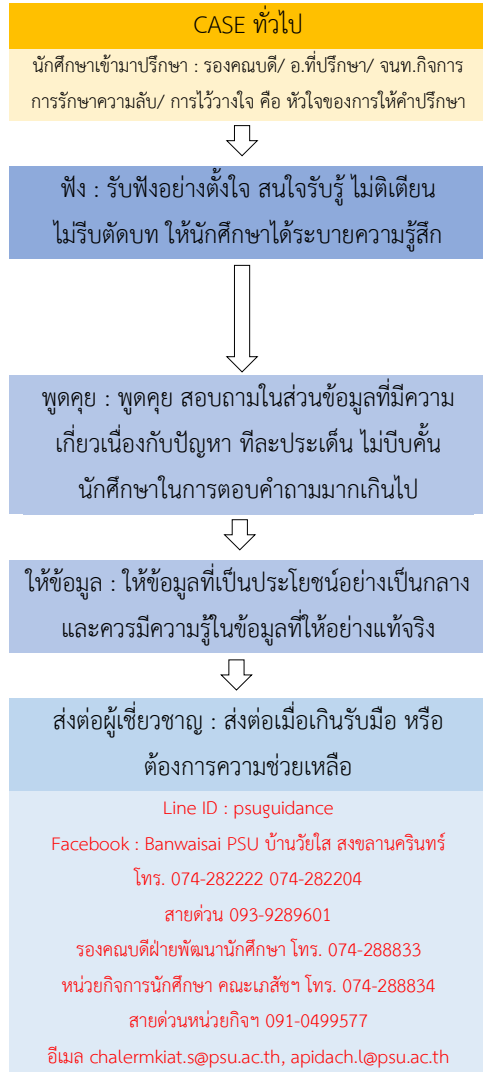 CASE ทั่วไป
นักศึกษาเข้ามาปรึกษา : รองคณบดี/ อ.ที่ปรึกษา/ จนท.กิจการ
การรักษาความลับ/ การไว้วางใจ คือ หัวใจของการให้คำปรึกษา
ฟัง : รับฟังอย่างตั้งใจ สนใจรับรู้ ไม่ติเตียน
ไม่รีบตัดบท ให้นักศึกษาได้ระบายความรู้สึก
พูดคุย : พูดคุย สอบถามในส่วนข้อมูลที่มีความ
เกี่ยวเนื่องกับปัญหา ทีละประเด็น ไม่บีบคั้น
นักศึกษาในการตอบคำถามมากเกินไป
ให้ข้อมูล : ให้ข้อมูลที่เป็นประโยชน์อย่างเป็นกลาง
และควรมีความรู้ในข้อมูลที่ให้อย่างแท้จริง
ส่งต่อผู้เชี่ยวชาญ : ส่งต่อเมื่อเกินรับมือ หรือ
ต้องการความช่วยเหลือ
Line ID : psuguidance
Facebook : Banwaisai PSU บ้านวัยใส สงขลานครินทร์
โทร. 074-282222 074-282204
สายด่วน 093-9289601
รองคณบดีฝ่ายพัฒนานักศึกษา โทร. 074-288833
หน่วยกิจการนักศึกษา คณะเภสัชฯ โทร. 074-288834
สายด่วนหน่วยกิจฯ 091-0499577
อีเมล chalermkiat.s@psu.ac.th, apidach.l@psu.ac.th